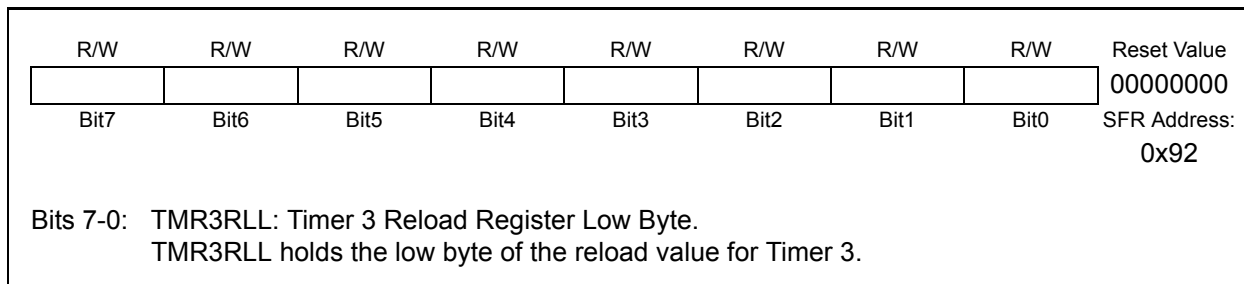 R/W R/W R/W R/W R/W R/W R/W R/W Reset Value
00000000
Bit7 Bit6 Bit5 Bit4 Bit3 Bit2 Bit1 Bit0 SFR Address:
0x92
Bits 7-0: TMR3RLL: Timer 3 Reload Register Low Byte.
TMR3RLL holds the low byte of the reload value for Timer 3.